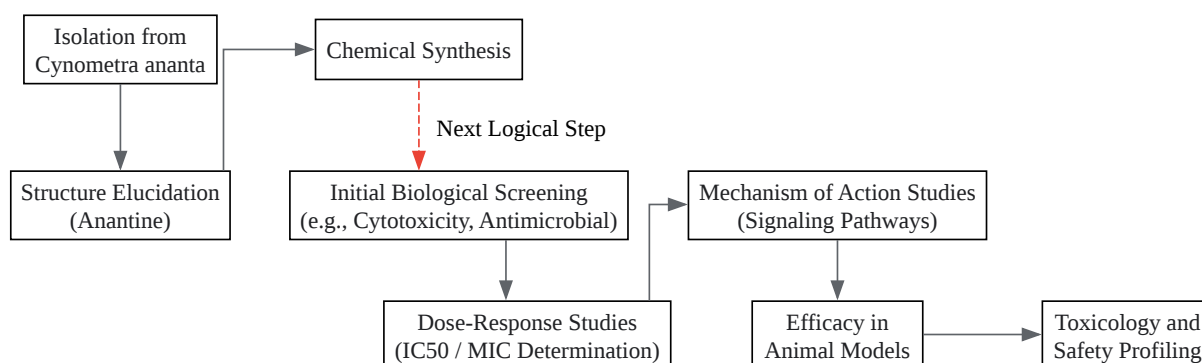 Isolation from
Cynometra ananta
Chemical Synthesis
Next Logical Step
Structure Elucidation
(Anantine)
Initial Biological Screening
(e.g., Cytotoxicity, Antimicrobial)
Mechanism of Action Studies
(Signaling Pathways)
Dose-Response Studies
(IC50 / MIC Determination)
Efficacy in
Animal Models
Toxicology and
Safety Profiling